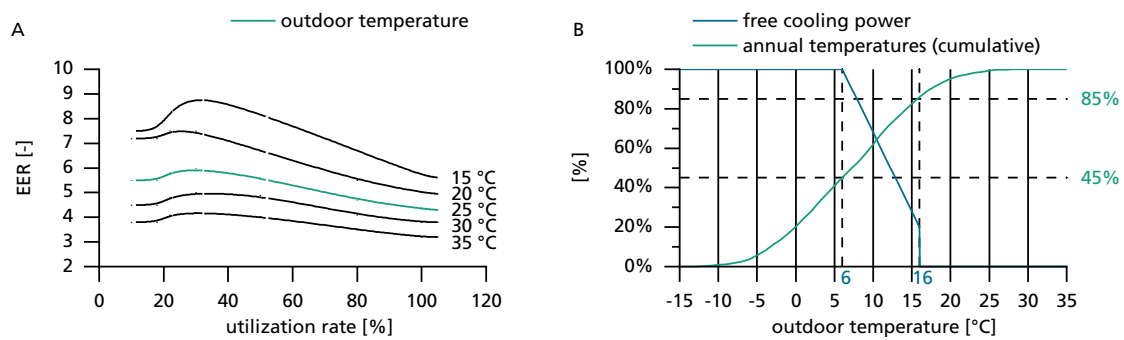 A
outdoor temperature
EER [-]
10
9
8
7
6
5
4
3
2
15 °C
20 °C
25 °C
30 °C
35 °C
0 20 40 60 80 100 120
utilization rate [%]
B
free cooling power
annual temperatures (cumulative)
[%]
100%
80%
60%
40%
20%
0%
85%
45%
6 16
-15 -10 -5 0 5 10 15 20 25 30 35
outdoor temperature [°C]